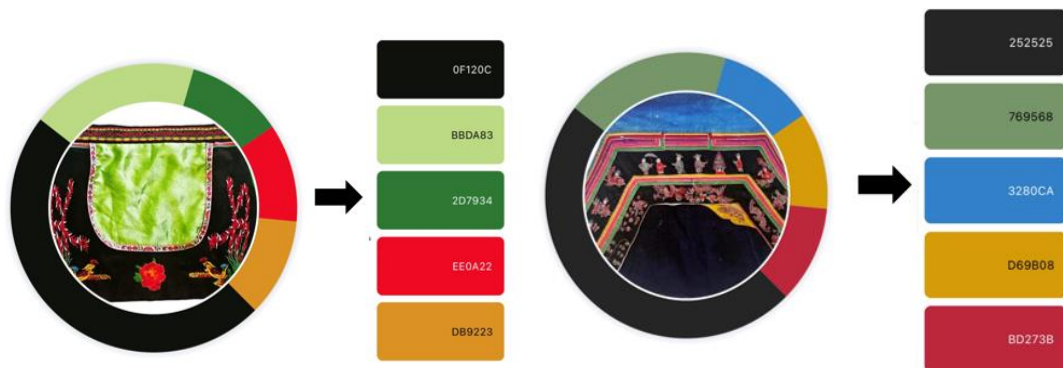 0F120C
BBDA83
2D7934
EE0A22
DB9223
252525
769568
3280CA
D69B08
BD273B